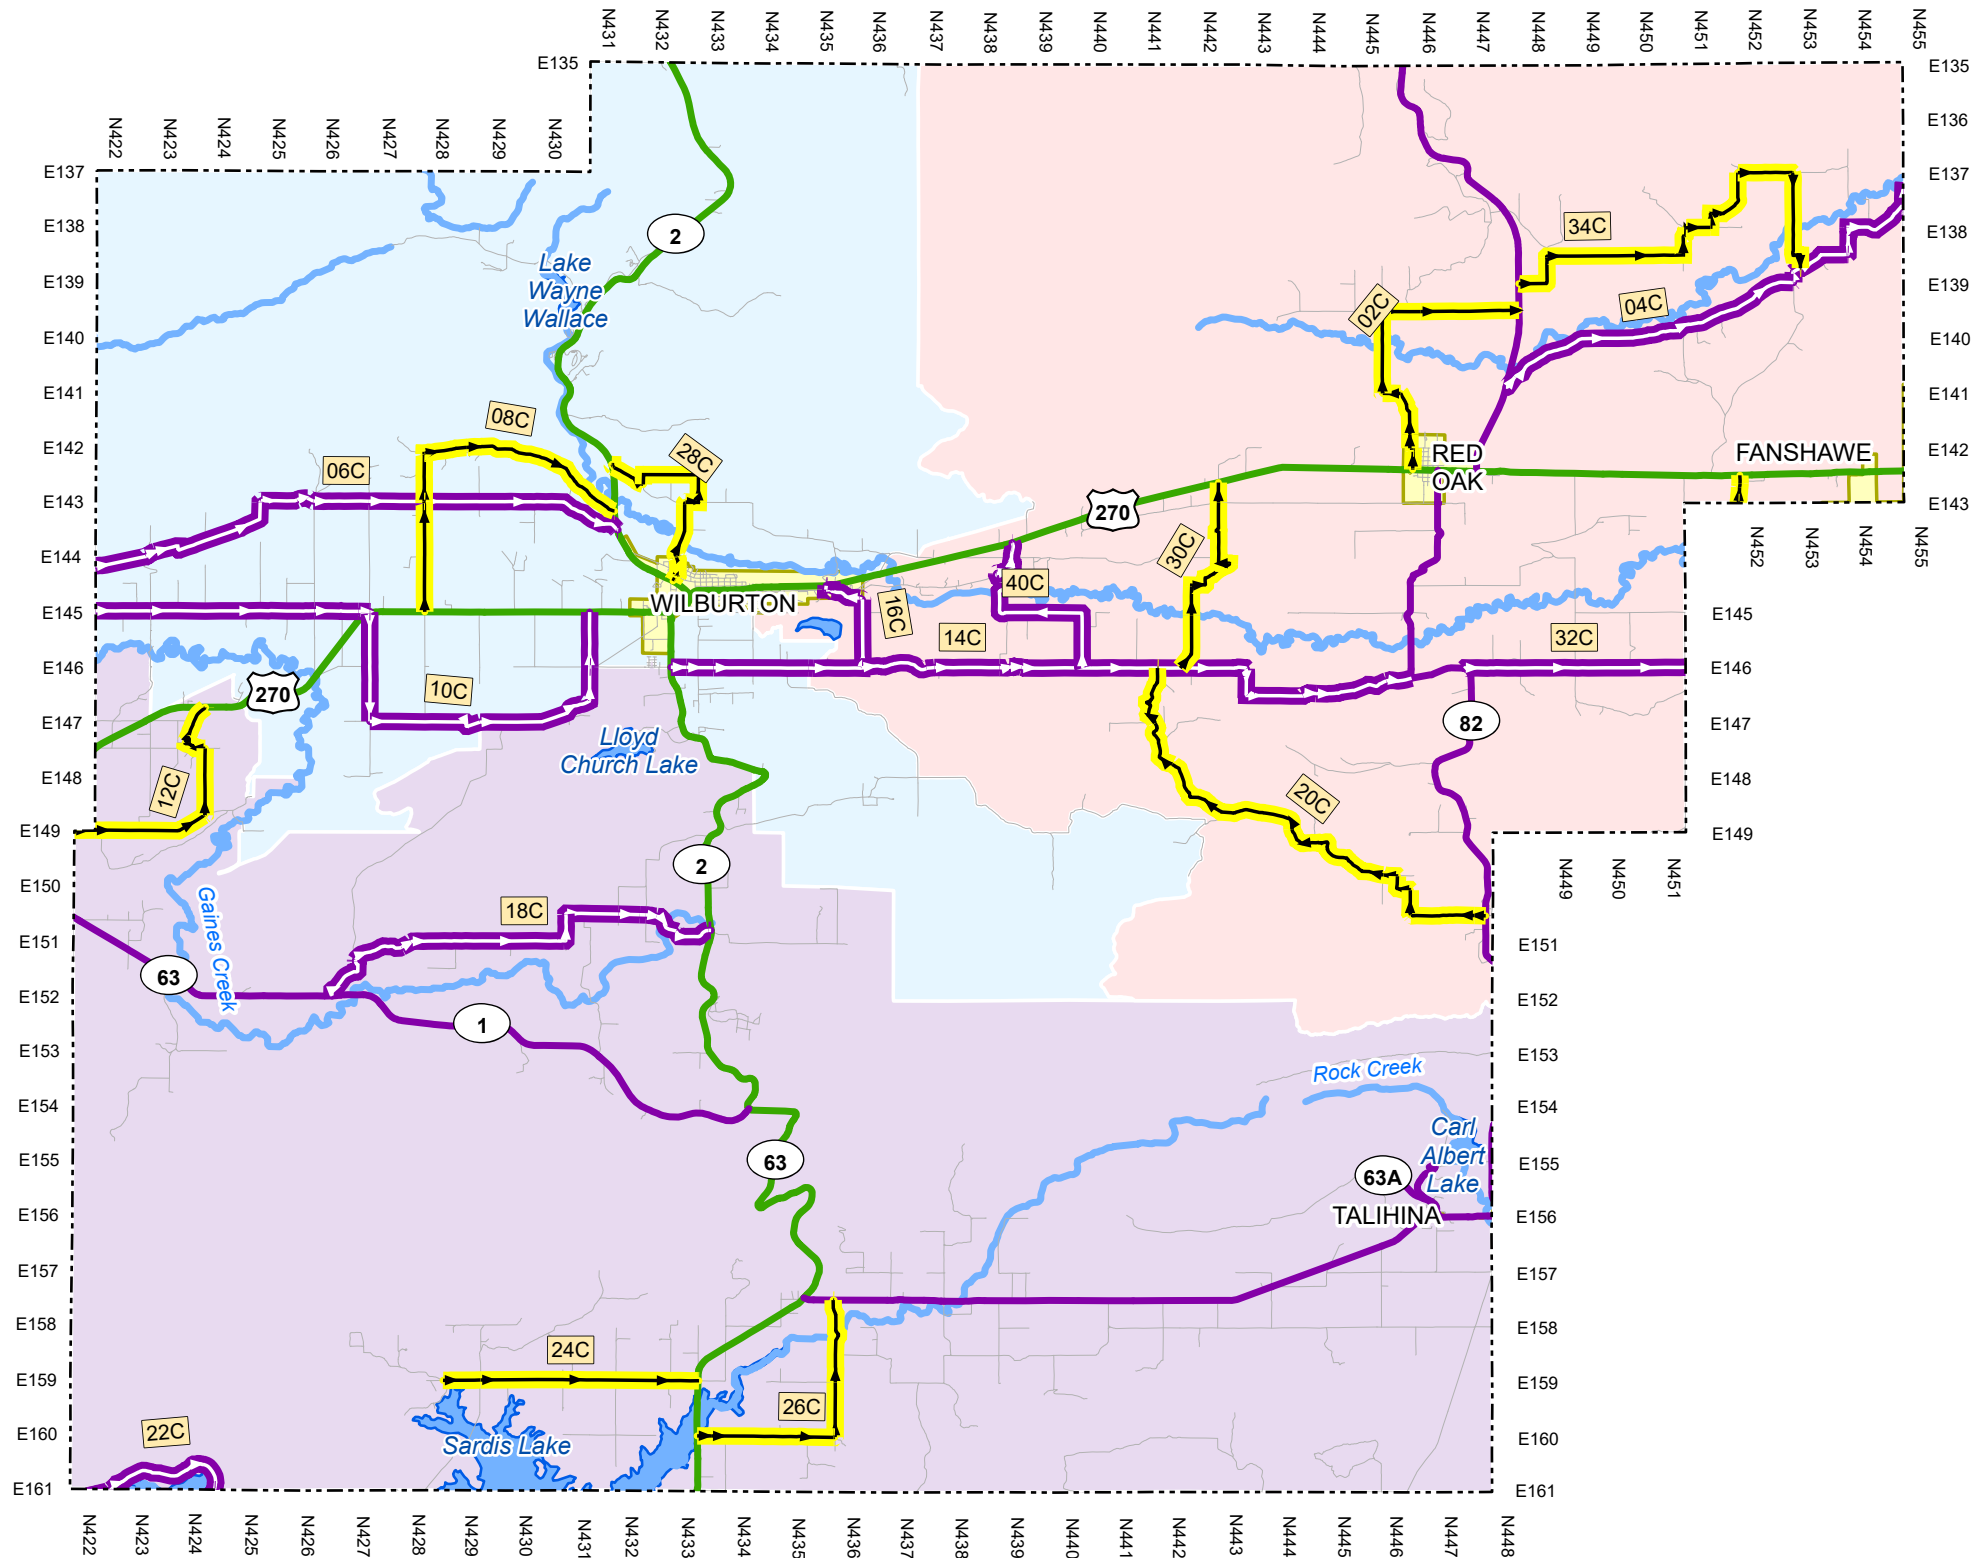 N431
N432
N433
N434
N435
N436
N437
N438
N439
N440
N441
N442
N443
N444
N445
N446
N447
N448
N449
N450
N451
N452
N453
N454
N455
E135
E135
E136
N422
N423
N424
N425
N426
N427
N428
N429
N430
E137
E137
E138
E138
E139
E139
E140
E140
E141
E141
E142
E142
E143
E143
E144
E145
E145
E146
E146
E147
E147
E148
E148
E149
E149
E150
E151
E151
E152
E152
E153
E153
E154
E154
E155
E155
E156
E156
E157
E157
E158
E158
E159
E159
E160
E160
E161
E161
N452
N453
N454
N455
N449
N450
N451
2
Lake
Wayne
Wallace
34C
04C
02C
08C
28C
06C
RED
OAK
FANSHAWE
270
30C
40C
16C
14C
32C
WILBURTON
10C
270
82
Lloyd
Church Lake
12C
20C
2
Gaines Creek
18C
63
1
Rock Creek
Carl
Albert
Lake
63
63A
TALIHINA
24C
26C
22C
Sardis Lake
N422
N423
N424
N425
N427
N428
N429
N430
N431
N432
N433
N434
N435
N436
N437
N438
N439
N440
N441
N442
N443
N444
N445
N446
N447
N448